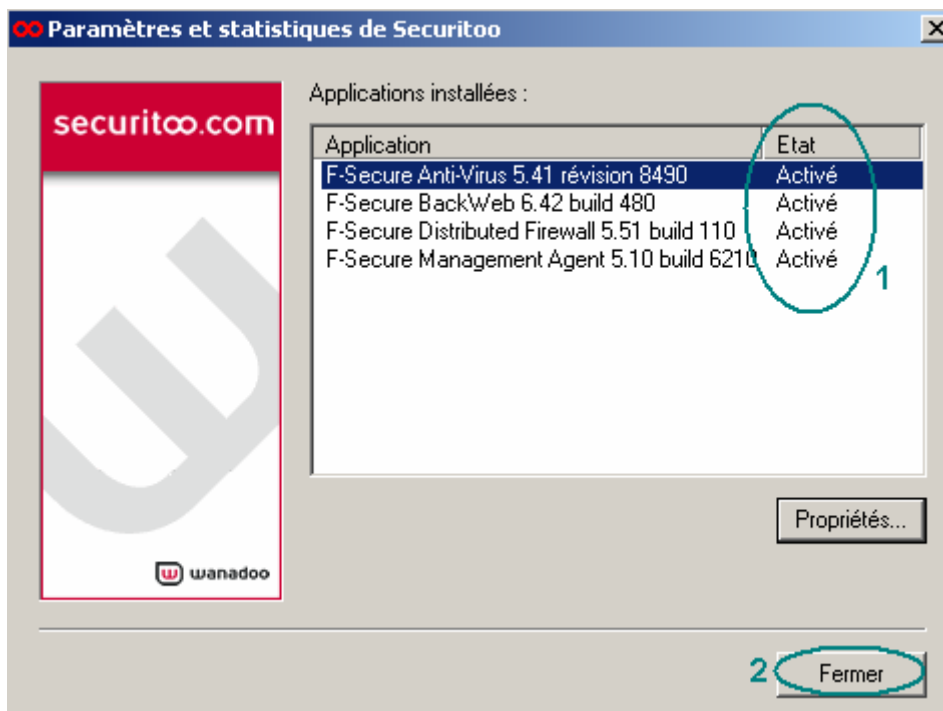 Paramètres et statistiques de Securitoo
securitoo.com
Applications installées :
Application Etat
F-Secure Anti-Virus 5.41 révision 8490 Activé
F-Secure BackWeb 6.42 build 480 Activé
F-Secure Distributed Firewall 5.51 build 110 Activé
F-Secure Management Agent 5.10 build 6210 Activé
1
Propriétés...
w wanadoo
2 Fermer